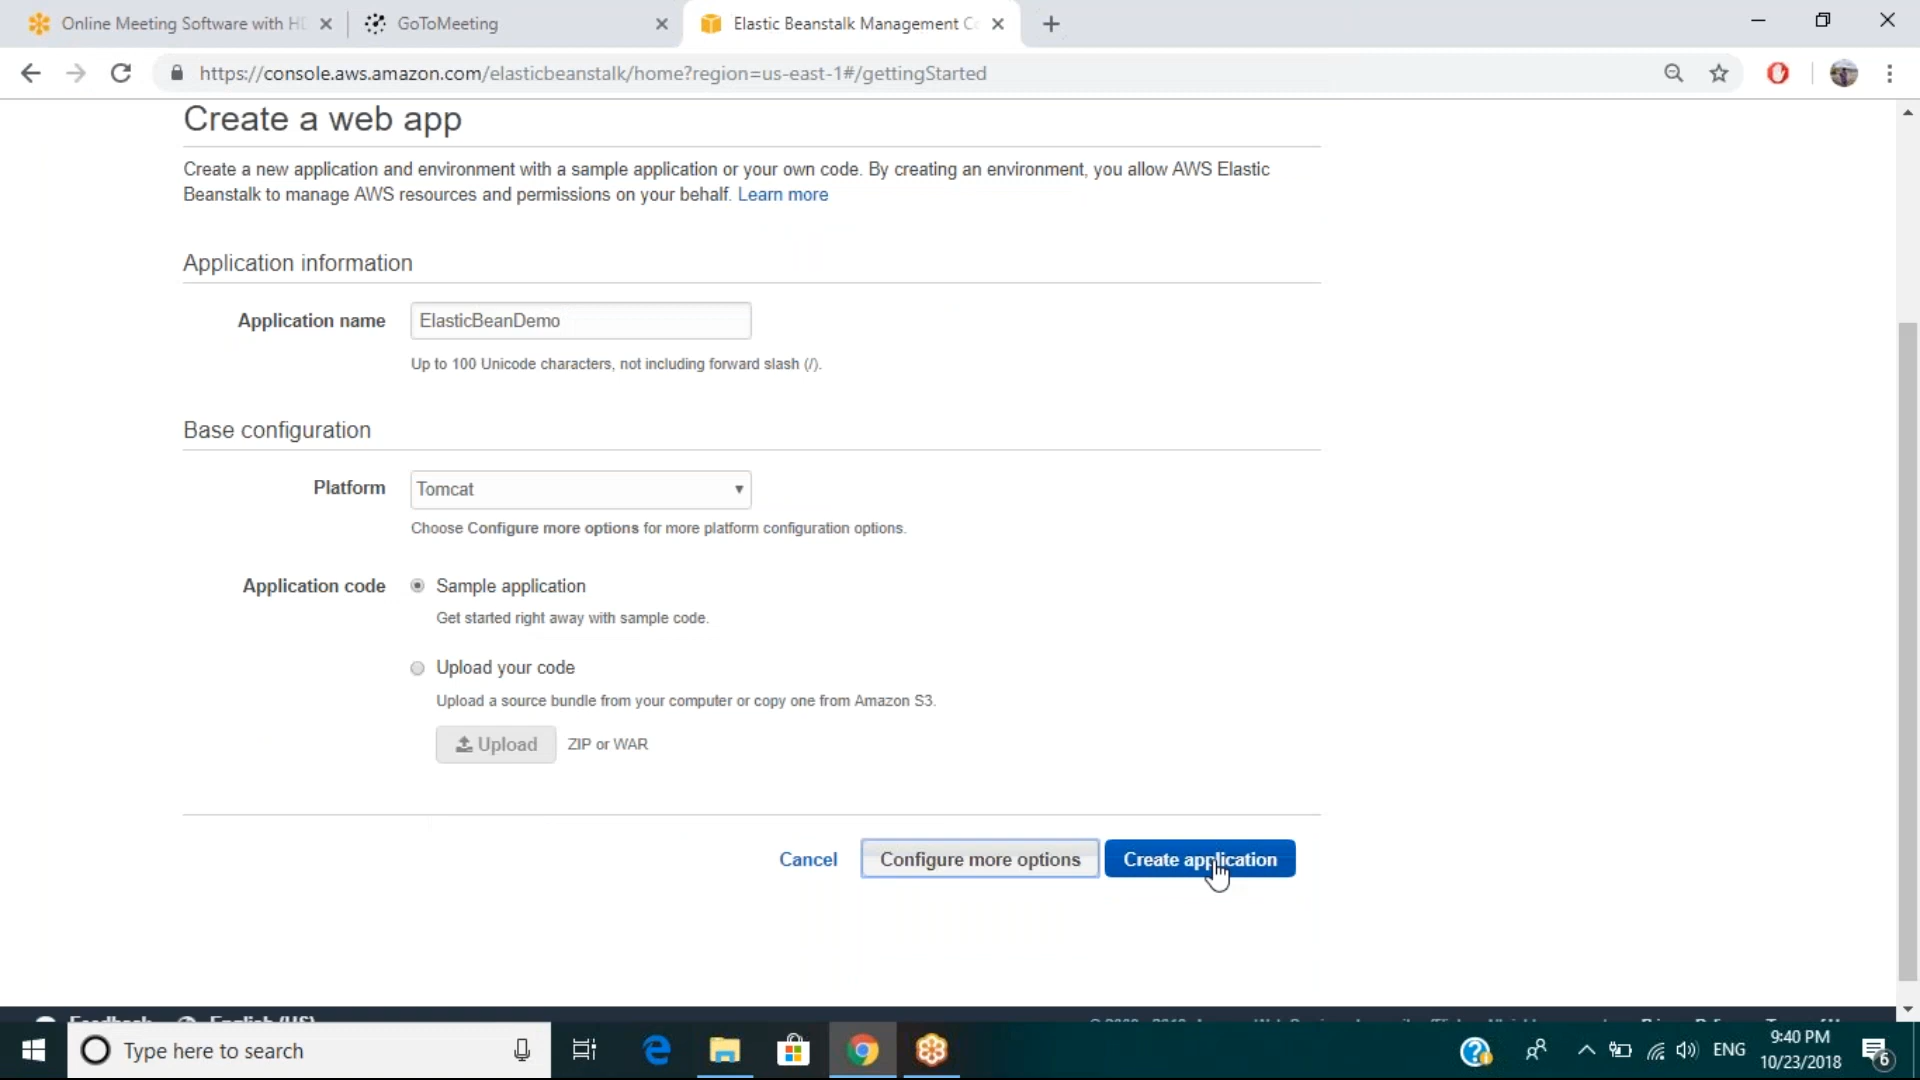 Online Meeting Software with H
GoToMeeting
Elastic Beanstalk Management C
https://console.aws.amazon.com/elasticbeanstalk/home?region=us-east-1#/gettingStarted
Create a web app
Create a new application and environment with a sample application or your own code. By creating an environment, you allow AWS Elastic
Beanstalk to manage AWS resources and permissions on your behalf. Learn more
Application information
Application name
ElasticBeanDemo
Up to 100 Unicode characters, not including forward slash (/).
Base configuration
Platform
Tomcat
Choose Configure more options for more platform configuration options.
Application code
Sample application
Get started right away with sample code.
Upload your code
Upload a source bundle from your computer or copy one from Amazon S3.
Upload
ZIP or WAR
Cancel
Configure more options
Create application
Feedback
English (US)
Type here to search
ENG
9:40 PM
10/23/2018
6